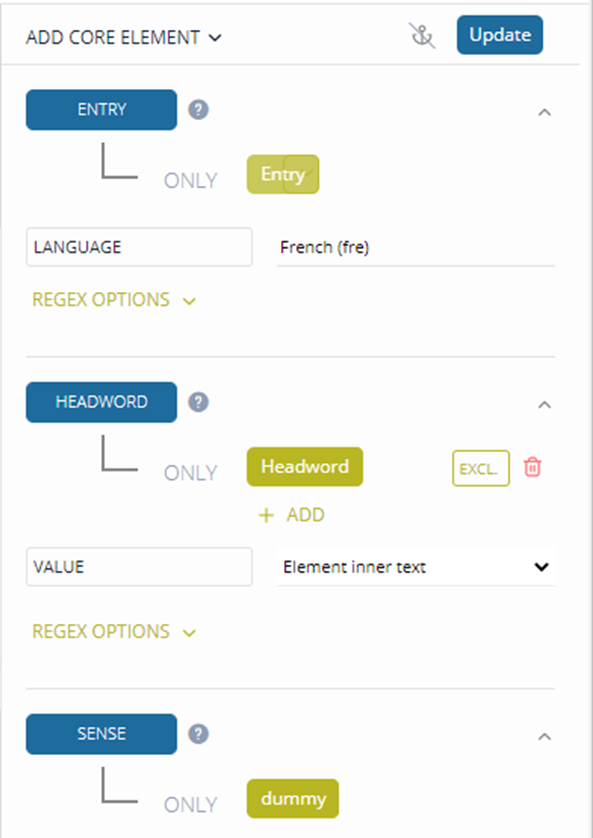 ADD CORE ELEMENT Update
ENTRY ?
ONLY Entry
LANGUAGE French (fre)
REGEX OPTIONS
HEADWORD ?
ONLY Headword EXCL.
+ ADD
VALUE Element inner text
REGEX OPTIONS
SENSE ?
ONLY dummy